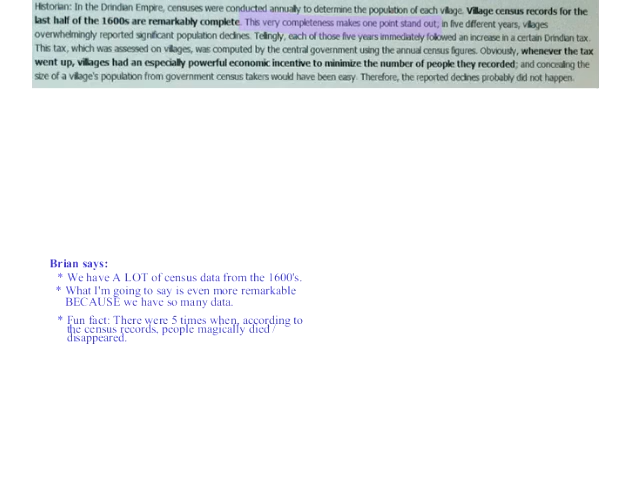 Historian: In the Drindian Empire, censuses were conducted annually to determine the population of each village. Village census records for the
last half of the 1600s are remarkably complete. This very completeness makes one point stand out; in five different years, villages
overwhelmingly reported significant population declines. Tellingly, each of those five years immediately followed an increase in a certain Drindian tax.
This tax, which was assessed on villages, was computed by the central government using the annual census figures. Obviously, whenever the tax
went up, villages had an especially powerful economic incentive to minimize the number of people they recorded; and concealing the
size of a village's population from government census takers would have been easy. Therefore, the reported declines probably did not happen.
Brian says:
* We have A LOT of census data from the 1600's.
* What I'm going to say is even more remarkable
BECAUSE we have so many data.
* Fun fact: There were 5 times when, according to
the census records, people magically died /
disappeared.